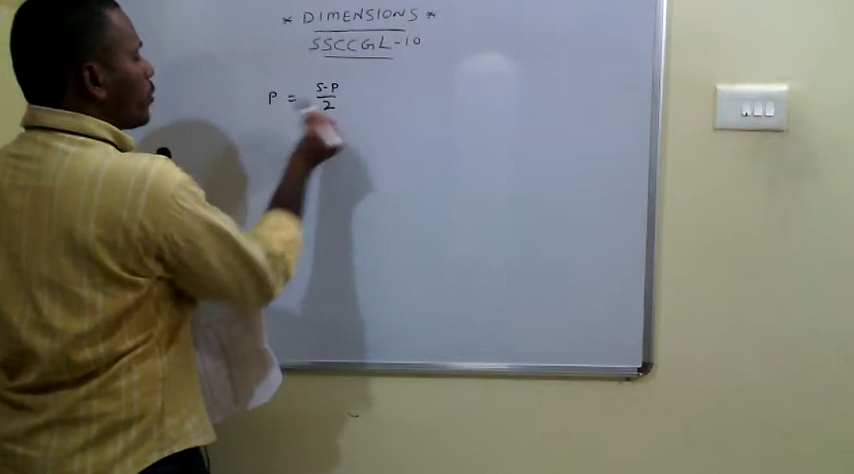 * DIMENSIONS *
SSCCGL-10
P = S-P/2